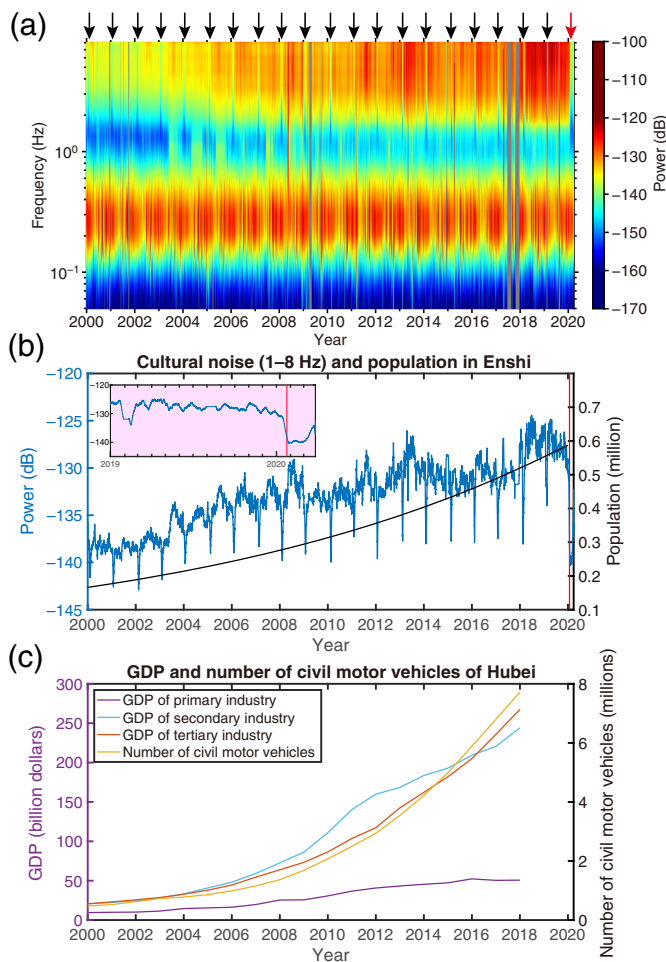 (a)
Frequency (Hz)
10⁰
10⁻¹
2000 2002 2004 2006 2008 2010 2012 2014 2016 2018 2020
Year
−100
−110
−120
−130
−140
−150
−160
−170
Power (dB)
(b)
Cultural noise (1–8 Hz) and population in Enshi
Power (dB)
−120
−125
−130
−135
−140
−145
−120
−130
−140
2019 2020
0.7
0.6
0.5
0.4
0.3
0.2
0.1
Population (million)
2000 2002 2004 2006 2008 2010 2012 2014 2016 2018 2020
Year
(c)
GDP and number of civil motor vehicles of Hubei
GDP (billion dollars)
300
250
200
150
100
50
0
GDP of primary industry
GDP of secondary industry
GDP of tertiary industry
Number of civil motor vehicles
8
6
4
2
0
Number of civil motor vehicles (millions)
2000 2002 2004 2006 2008 2010 2012 2014 2016 2018 2020
Year